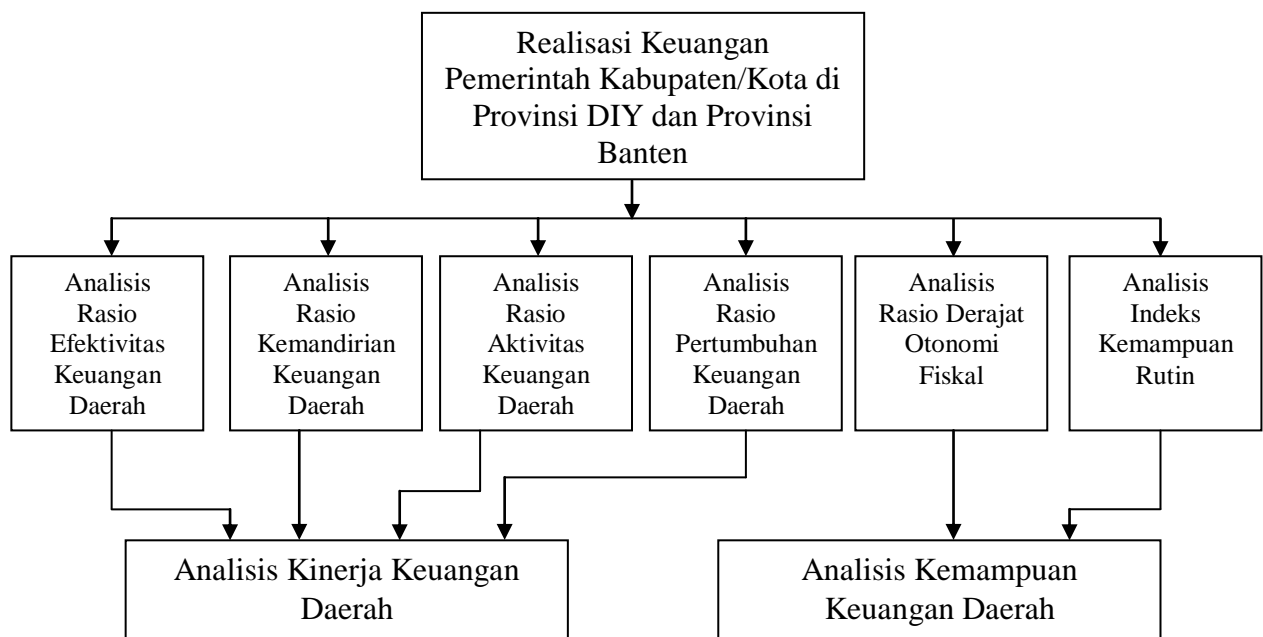 Realisasi Keuangan
Pemerintah Kabupaten/Kota di
Provinsi DIY dan Provinsi
Banten
Analisis
Rasio
Efektivitas
Keuangan
Daerah
Analisis
Rasio
Kemandirian
Keuangan
Daerah
Analisis
Rasio
Aktivitas
Keuangan
Daerah
Analisis
Rasio
Pertumbuhan
Keuangan
Daerah
Analisis
Rasio Derajat
Otonomi
Fiskal
Analisis
Indeks
Kemampuan
Rutin
Analisis Kinerja Keuangan
Daerah
Analisis Kemampuan
Keuangan Daerah